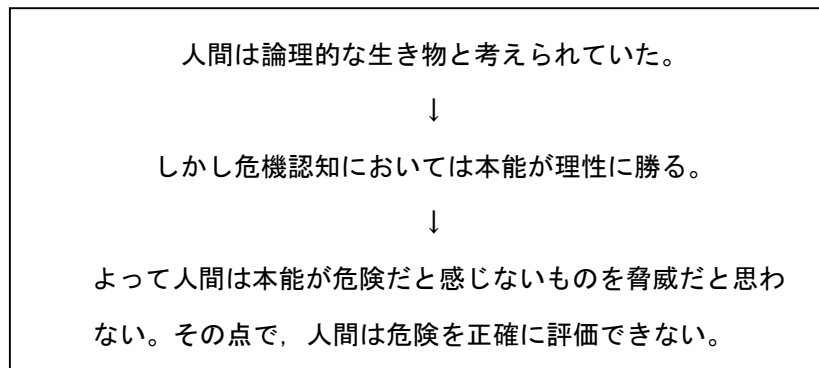 人間は論理的な生き物と考えられていた。
↓
しかし危機認知においては本能が理性に勝る。
↓
よって人間は本能が危険だと感じないものを脅威だと思わ
ない。その点で，人間は危険を正確に評価できない。